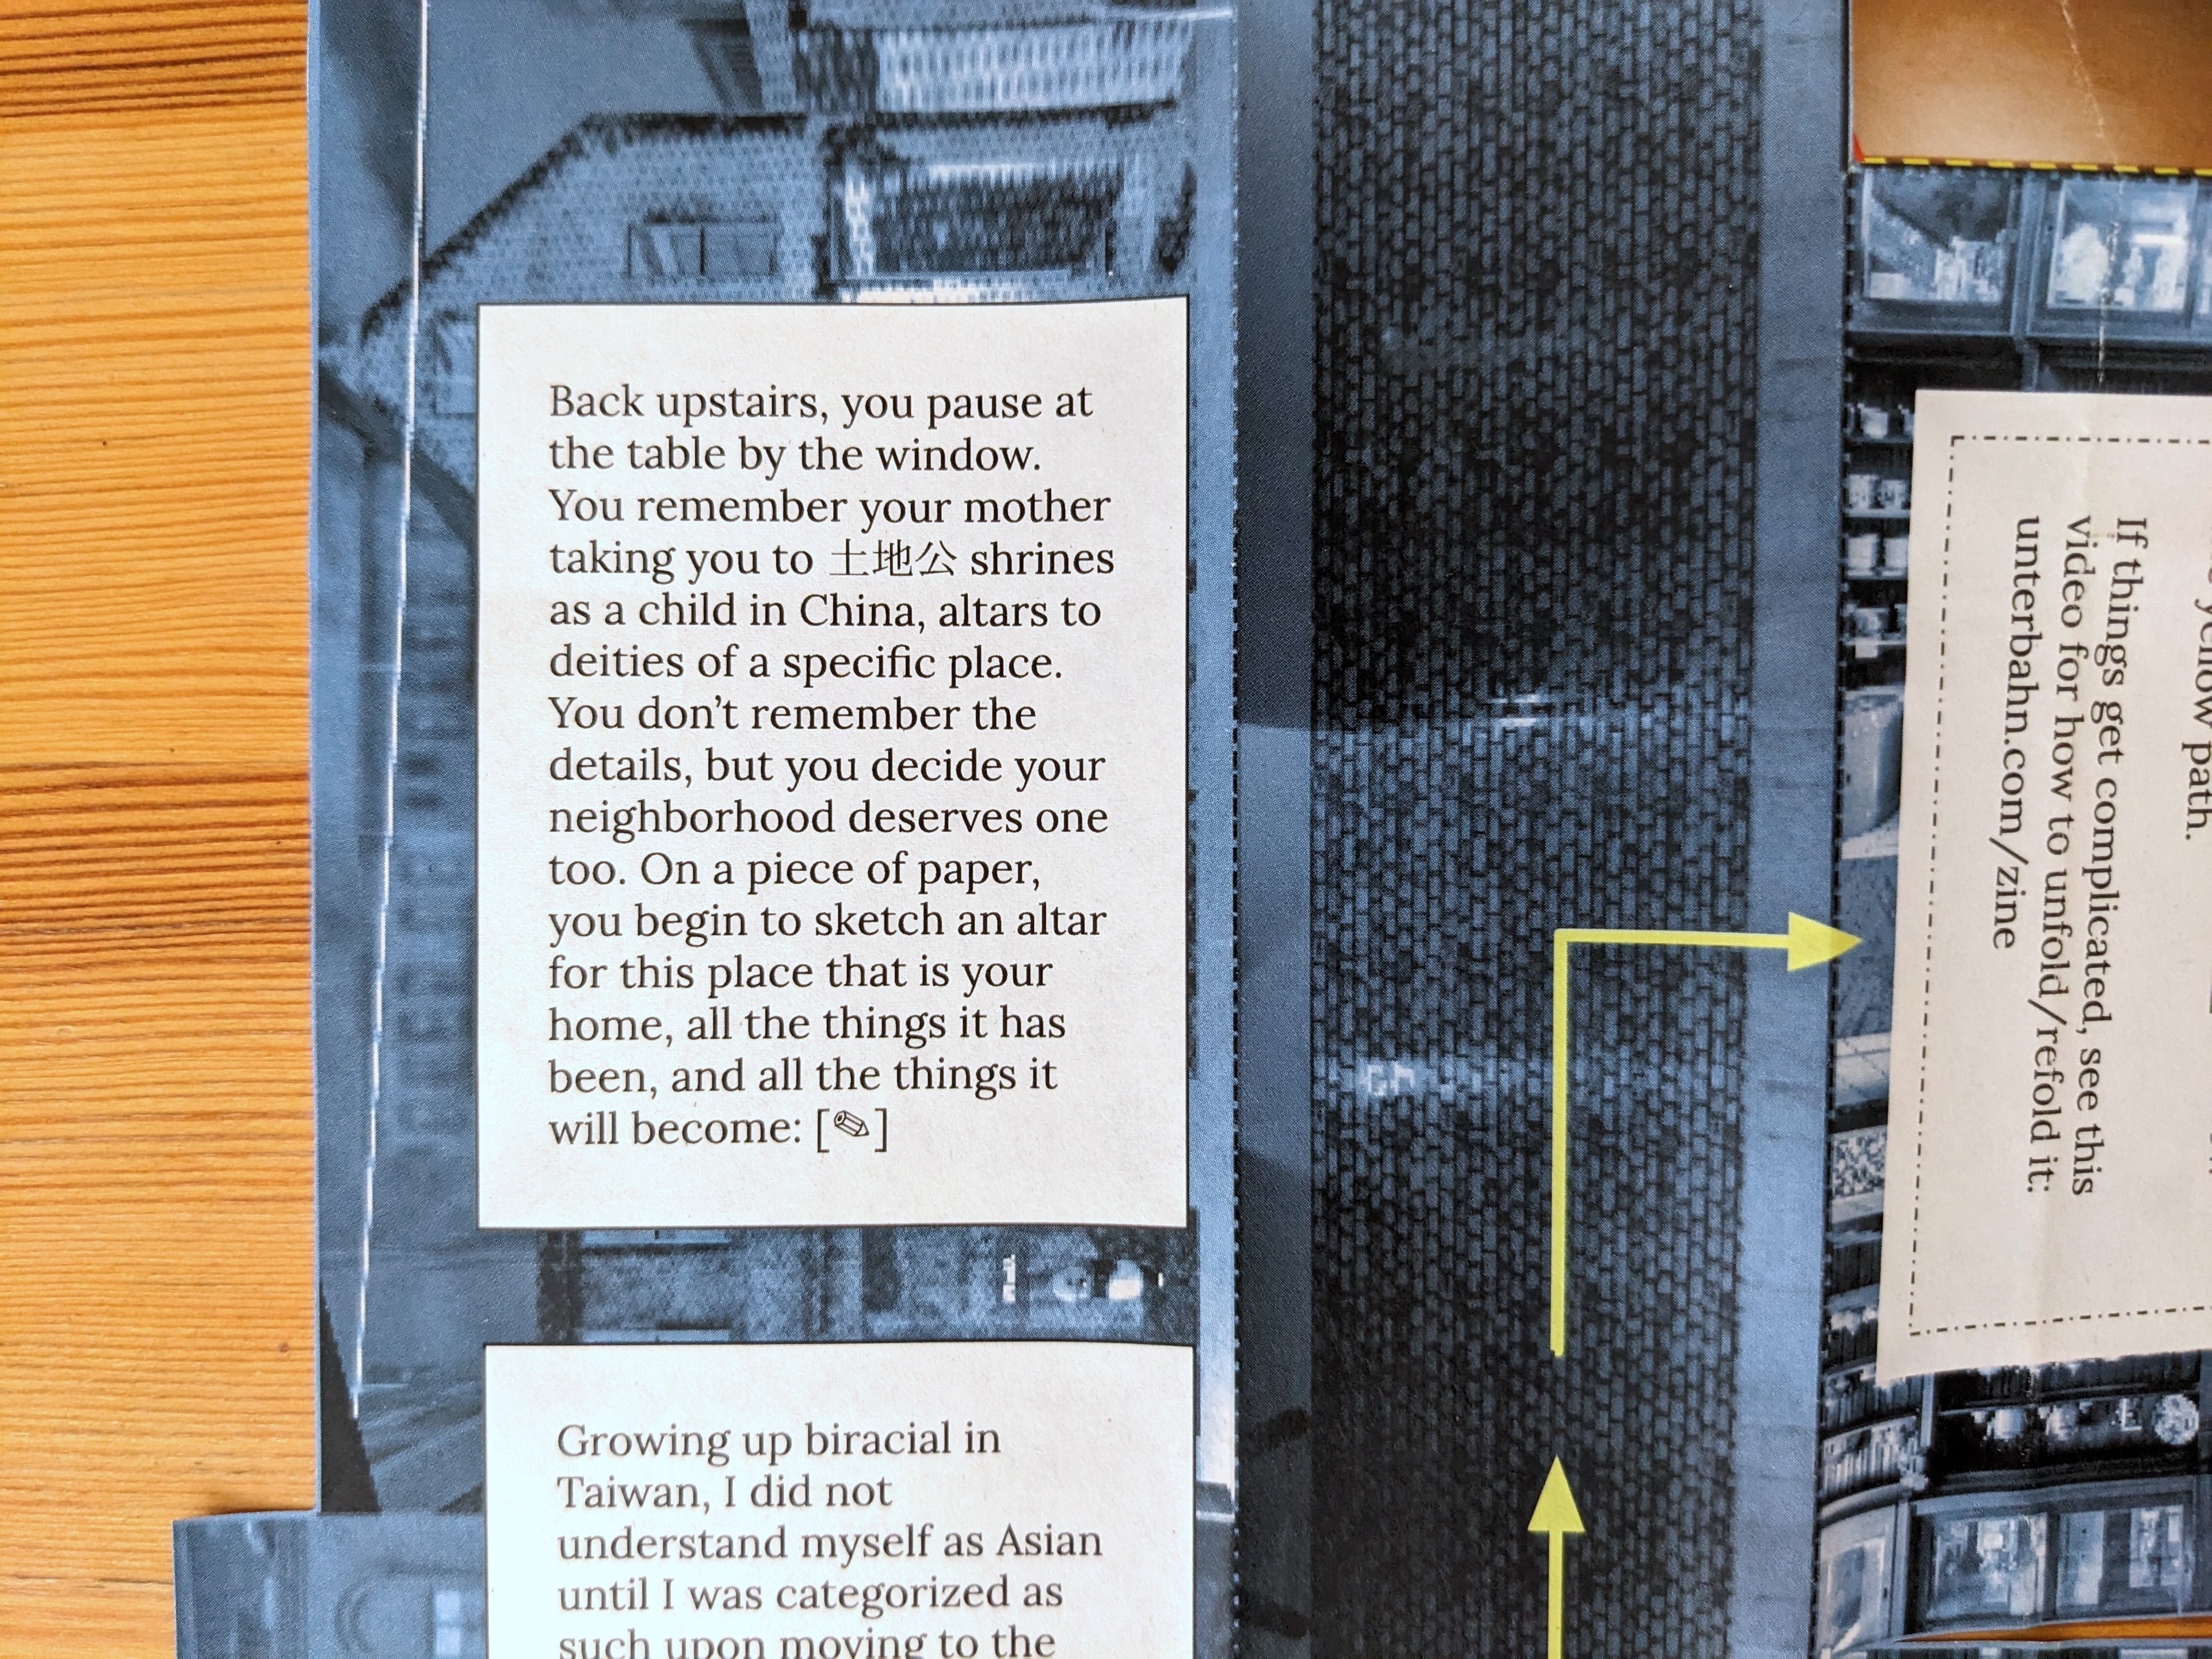 Back upstairs, you pause at
the table by the window.
You remember your mother
taking you to 土地公 shrines
as a child in China, altars to
deities of a specific place.
You don’t remember the
details, but you decide your
neighborhood deserves one
too. On a piece of paper,
you begin to sketch an altar
for this place that is your
home, all the things it has
been, and all the things it
will become: [✎]
Growing up biracial in
Taiwan, I did not
understand myself as Asian
until I was categorized as
such upon moving to the
yellow path.
If things get complicated, see this
video for how to unfold/refold it:
unterbahn.com/zine